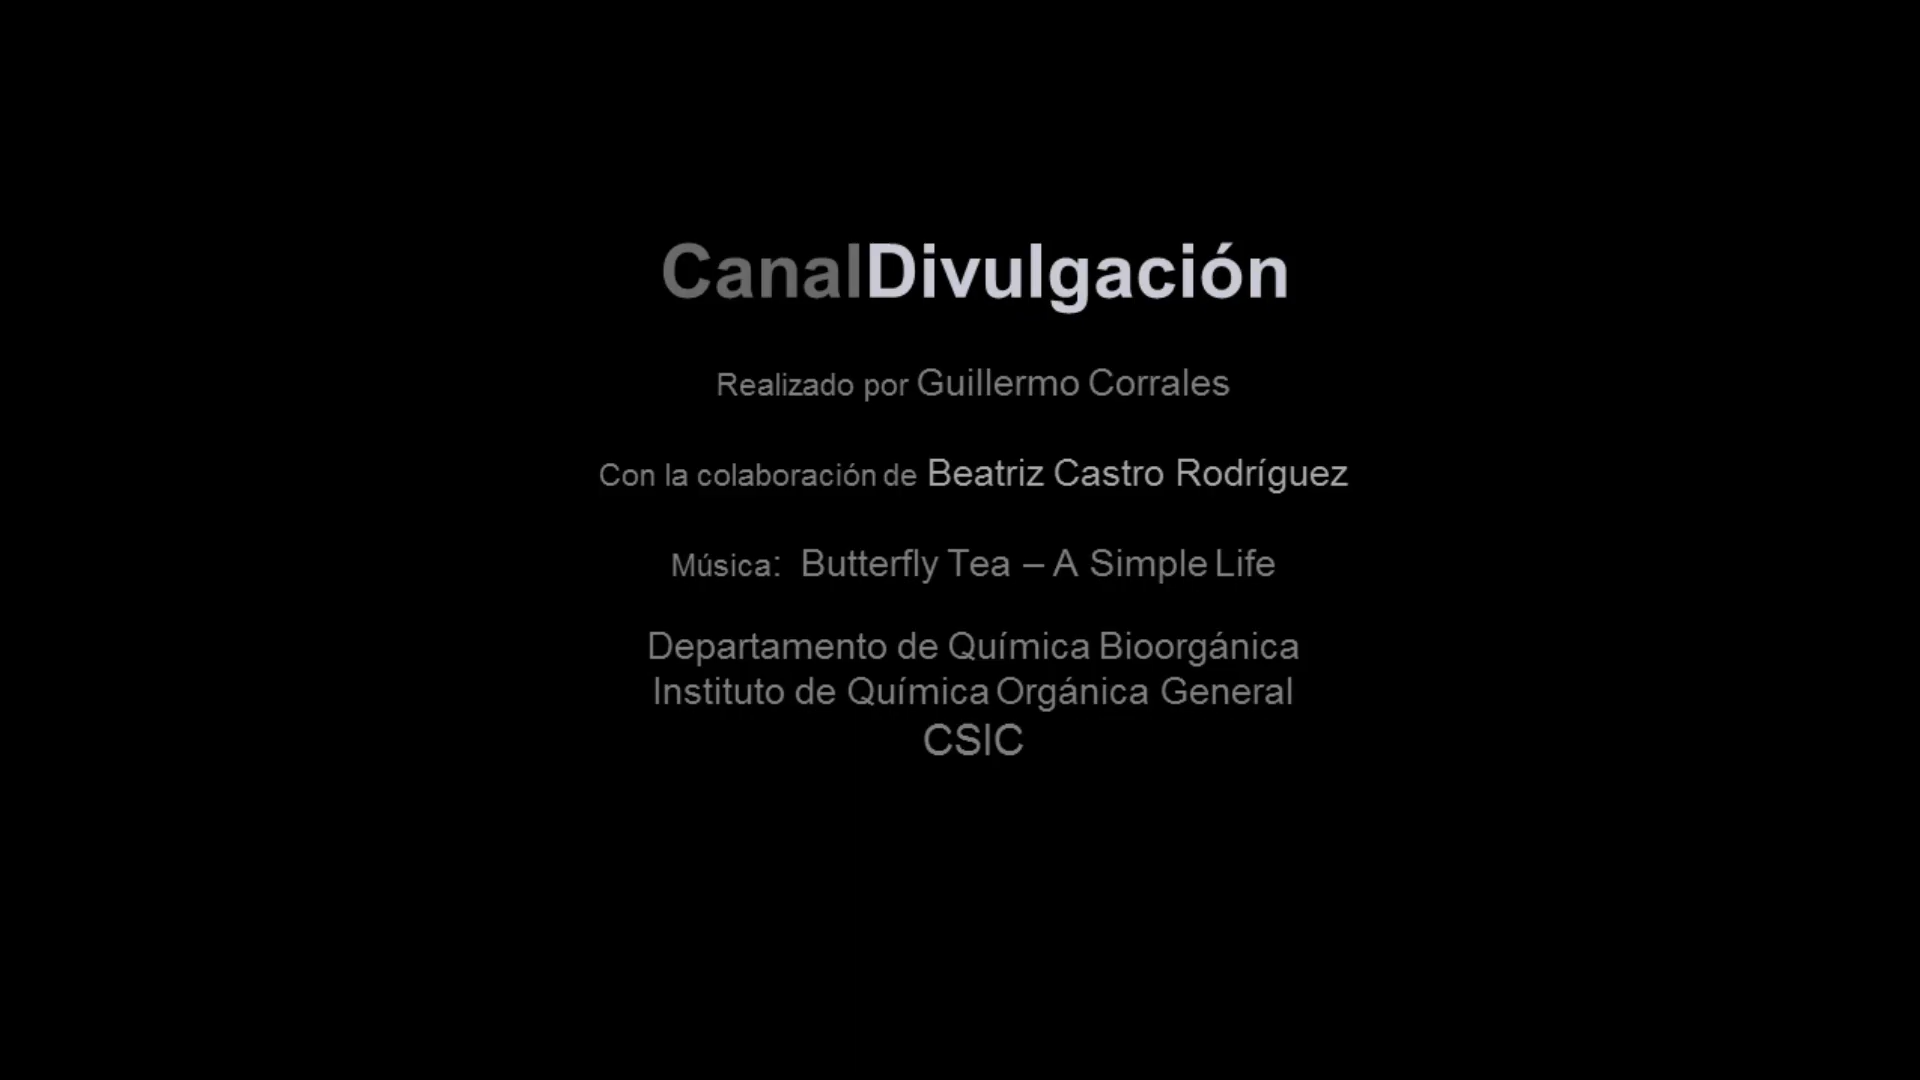 CanalDivulgación
Realizado por Guillermo Corrales
Con la colaboración de Beatriz Castro Rodríguez
Música: Butterfly Tea – A Simple Life
Departamento de Química Bioorgánica
Instituto de Química Orgánica General
CSIC